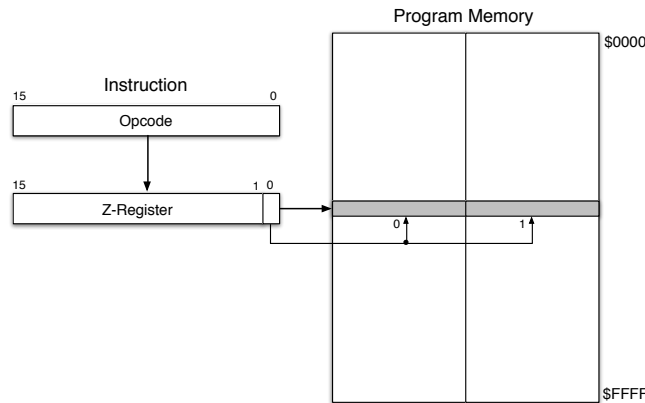 Program Memory
$0000
Instruction
15 0
Opcode
15 1 0
Z-Register
0 1
$FFFF